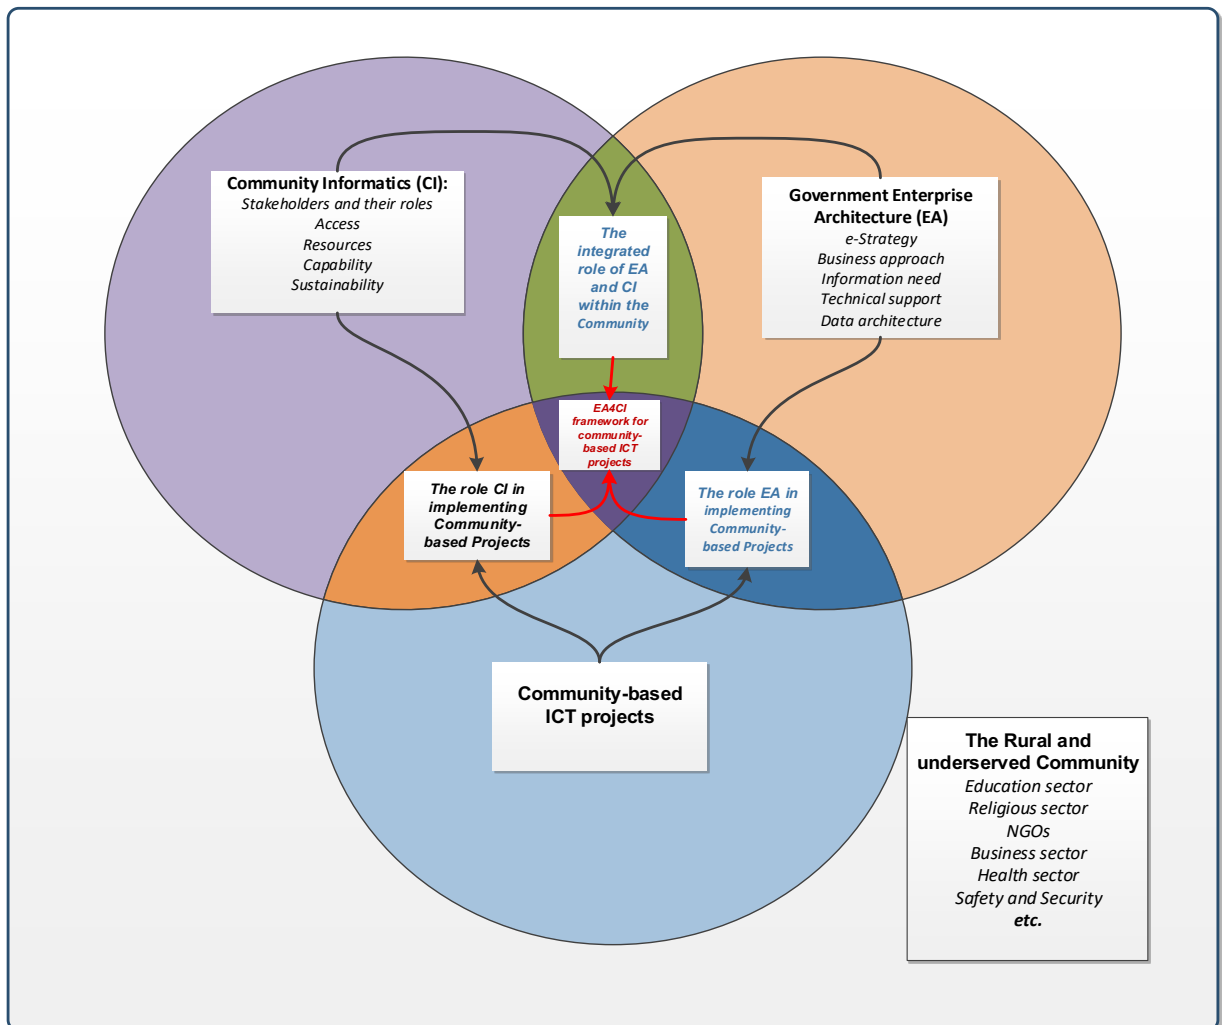 Community Informatics (CI):
Stakeholders and their roles
Access
Resources
Capability
Sustainability
Government Enterprise
Architecture (EA)
e-Strategy
Business approach
Information need
Technical support
Data architecture
The
integrated
role of EA
and CI
within the
Community
EA4CI
framework for
community-
based ICT
projects
The role CI in
implementing
Community-
based Projects
The role EA in
implementing
Community-
based Projects
Community-based
ICT projects
The Rural and
underserved Community
Education sector
Religious sector
NGOs
Business sector
Health sector
Safety and Security
etc.